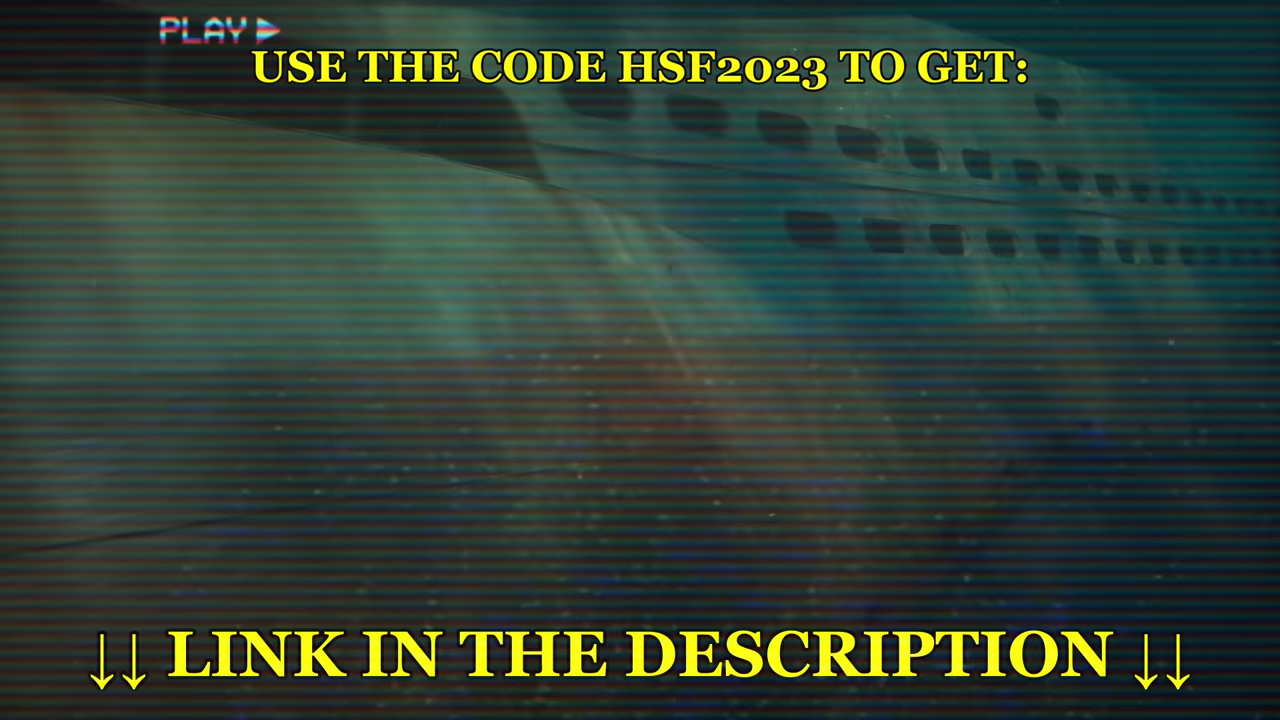 PLAY
USE THE CODE HSF2023 TO GET:
↓↓ LINK IN THE DESCRIPTION ↓↓